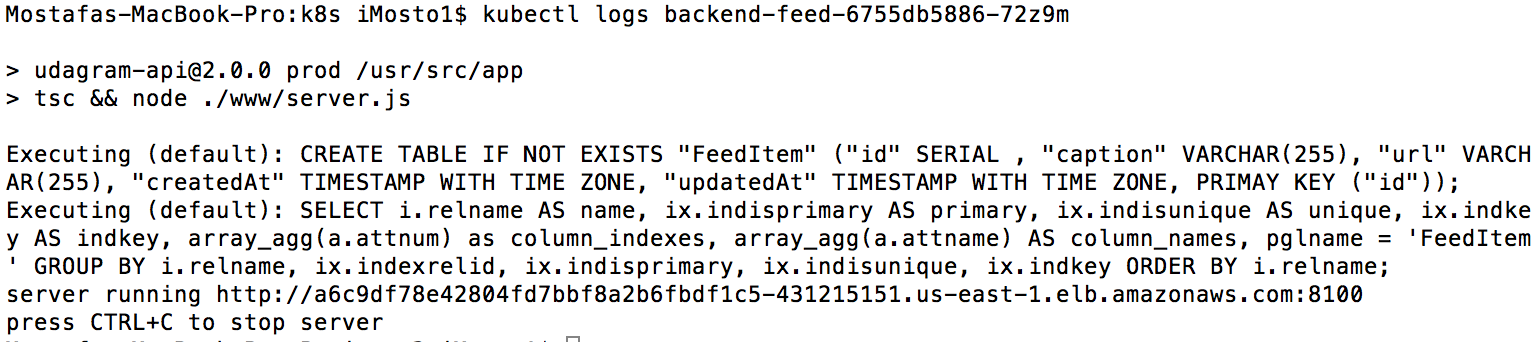 Mostafas-MacBook-Pro:k8s iMosto1$ kubectl logs backend-feed-6755db5886-72z9m
> udagram-api@2.0.0 prod /usr/src/app
> tsc && node ./www/server.js
Executing (default): CREATE TABLE IF NOT EXISTS "FeedItem" ("id" SERIAL , "caption" VARCHAR(255), "url" VARCH
AR(255), "createdAt" TIMESTAMP WITH TIME ZONE, "updatedAt" TIMESTAMP WITH TIME ZONE, PRIMAY KEY ("id"));
Executing (default): SELECT i.relname AS name, ix.indisprimary AS primary, ix.indisunique AS unique, ix.indke
y AS indkey, array_agg(a.attnum) as column_indexes, array_agg(a.attname) AS column_names, pglname = 'FeedItem
' GROUP BY i.relname, ix.indexrelid, ix.indisprimary, ix.indisunique, ix.indkey ORDER BY i.relname;
server running http://a6c9df78e42804fd7bbf8a2b6fbdf1c5-431215151.us-east-1.elb.amazonaws.com:8100
press CTRL+C to stop server